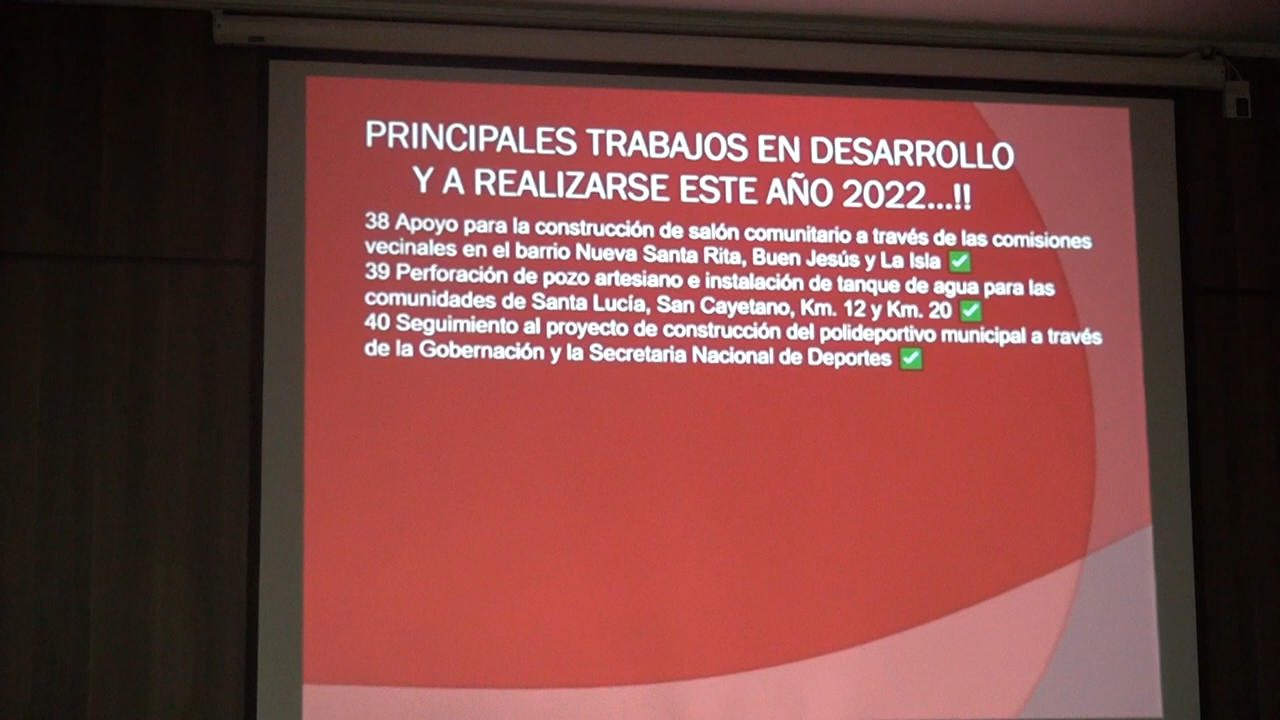 PRINCIPALES TRABAJOS EN DESARROLLO
Y A REALIZARSE ESTE AÑO 2022...!!
38 Apoyo para la construcción de salón comunitario a través de las comisiones
vecinales en el barrio Nueva Santa Rita, Buen Jesús y La Isla ✅
39 Perforación de pozo artesiano e instalación de tanque de agua para las
comunidades de Santa Lucía, San Cayetano, Km. 12 y Km. 20 ✅
40 Seguimiento al proyecto de construcción del polideportivo municipal a través
de la Gobernación y la Secretaria Nacional de Deportes ✅